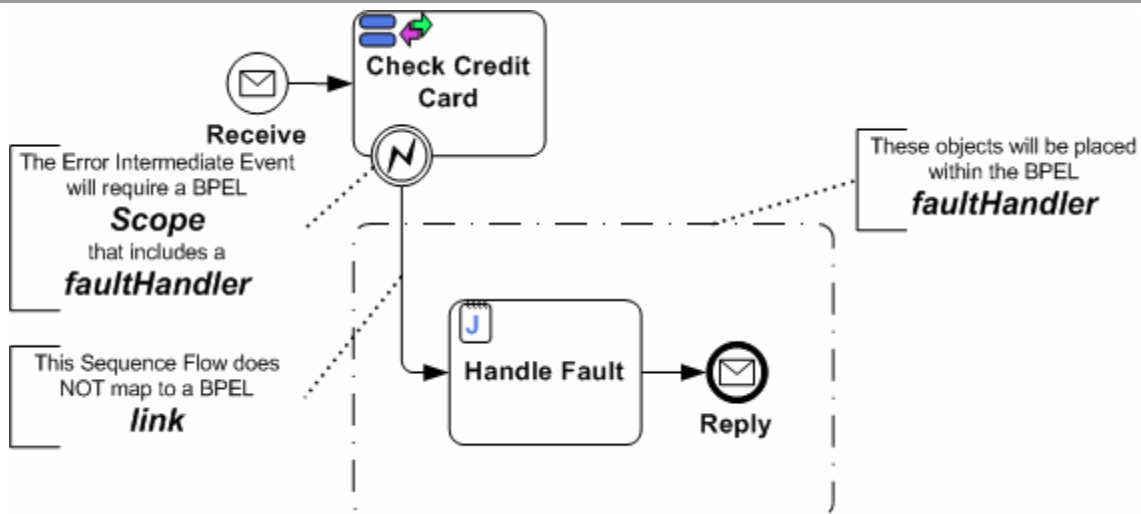 Check Credit
Card
Receive
The Error Intermediate Event
will require a BPEL
Scope
that includes a
faultHandler
These objects will be placed
within the BPEL
faultHandler
This Sequence Flow does
NOT map to a BPEL
link
J
Handle Fault
Reply